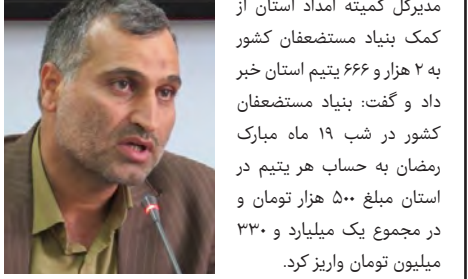 مدیرکل کمیته امداد استان از
کمک بنیاد مستضعفان کشور
به ۲ هزار و ۶۶۶ یتیم استان خبر
داد و گفت: بنیاد مستضعفان
کشور در شب ۱۹ ماه مبارک
رمضان به حساب هر یتیم در
استان مبلغ ۵۰۰ هزار تومان و
در مجموع یک میلیارد و ۳۳۰
میلیون تومان واریز کرد.